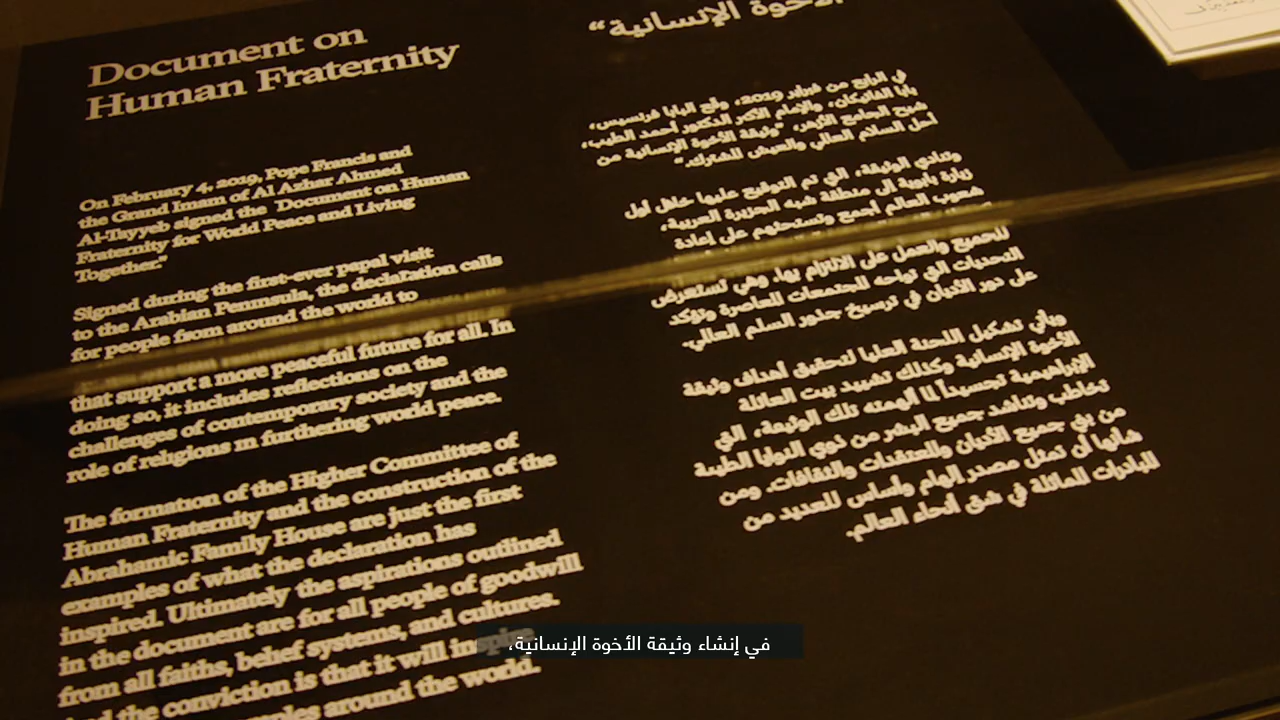 Document on
Human Fraternity
On February 4, 2019, Pope Francis and
the Grand Imam of Al Azhar Ahmed
Al-Tayyeb signed the "Document on Human
Fraternity for World Peace and Living
Together."
Signed during the first-ever papal visit
to the Arabian Peninsula, the declaration calls
for people from around the world to
that support a more peaceful future for all. In
doing so, it includes reflections on the
challenges of contemporary society and the
role of religions in furthering world peace.
The formation of the Higher Committee of
Human Fraternity and the construction of the
Abrahamic Family House are just the first
examples of what the declaration has
inspired. Ultimately the aspirations outlined
in the document are for all people of goodwill
from all faiths, belief systems, and cultures.
And the conviction is that it will inspire
around the world.
الأخوة الإنسانية“
في الرابع من فبراير 2019، وقع البابا فرنسيس،
بابا الفاتيكان، والإمام الأكبر الدكتور أحمد الطيب،
شيخ الجامع الأزهر، "وثيقة الأخوة الإنسانية من
أجل السلام العالمي والعيش المشترك."
وتنادي الوثيقة، التي تم التوقيع عليها خلال أول
زيارة بابوية الى منطقة شبه الجزيرة العربية،
شعوب العالم أجمع وتستحثهم على إعادة
للجميع والعمل على الالتزام بها. وهي تستعرض
التحديات التي تواجه المجتمعات المعاصرة وتؤكد
على دور الأديان في ترسيخ جذور السلم العالمي.
ويأتي تشكيل اللجنة العليا لتحقيق أهداف وثيقة
الأخوة الإنسانية وكذلك تشييد بيت العائلة
الإبراهيمية تجسيداً لما ألهمته تلك الوثيقة، التي
تخاطب وتناشد جميع البشر من ذوي النوايا الطيبة
من بني جميع الأديان والمعتقدات والثقافات. ومن
شأنها أن تمثل مصدر إلهام وأساس للعديد من
المبادرات المماثلة في شتى أنحاء العالم.
في إنشاء وثيقة الأخوة الإنسانية،